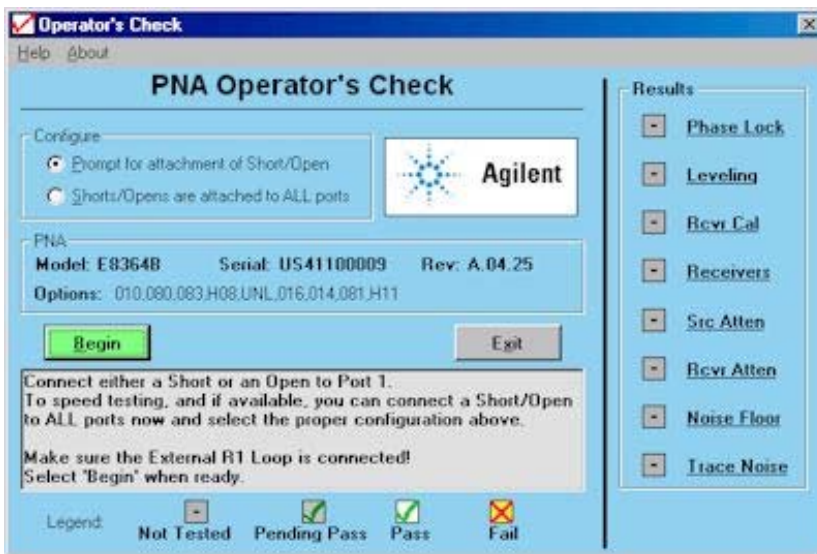 Operator's Check
Help About
PNA Operator's Check
Configure
Prompt for attachment of Short/Open
Shorts/Opens are attached to ALL ports
Agilent
PNA
Model: E8364B Serial: US41100009 Rev: A.04.25
Options: 010,080,083,H08,UNL,016,014,081,H11
Begin
Exit
Connect either a Short or an Open to Port 1.
To speed testing, and if available, you can connect a Short/Open
to ALL ports now and select the proper configuration above.
Make sure the External R1 Loop is connected!
Select 'Begin' when ready.
Legend:
Not Tested
Pending Pass
Pass
Fail
Results
Phase Lock
Leveling
Rcvr Cal
Receivers
Src Atten
Rcvr Atten
Noise Floor
Trace Noise